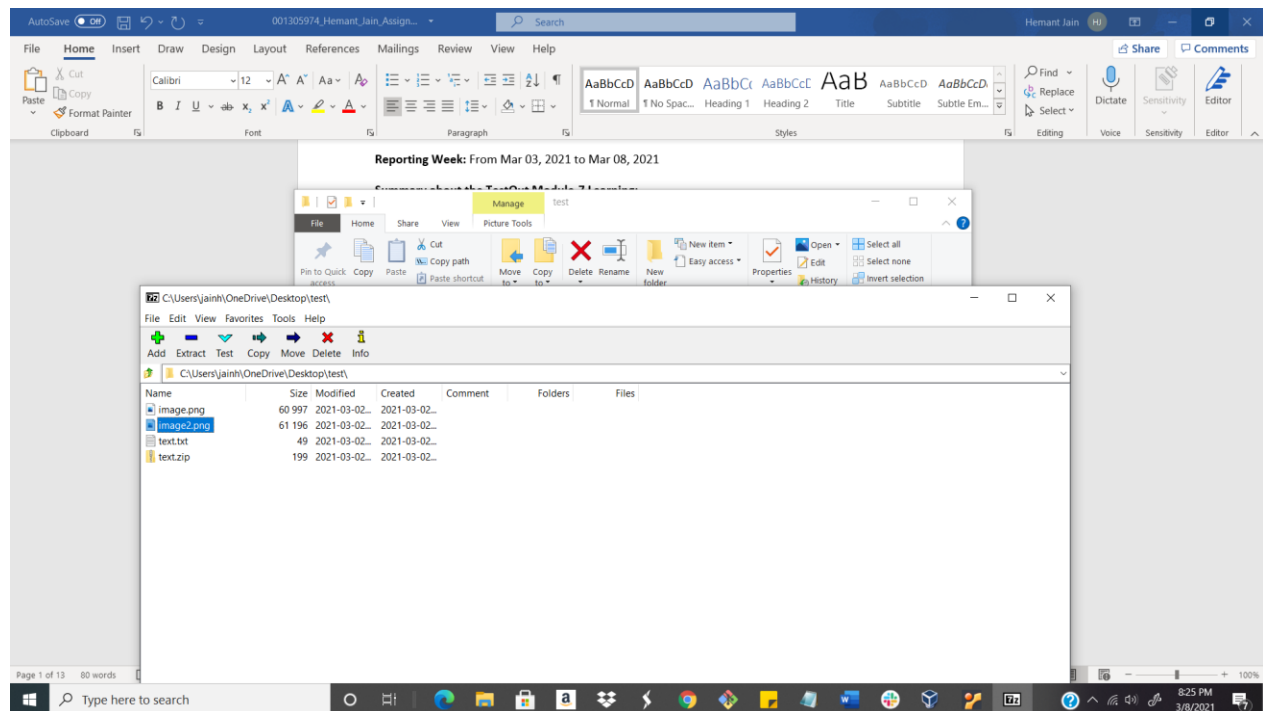 AutoSave Off 001305974_Hemant_Jain_Assign... Search Hemant Jain HJ
File Home Insert Draw Design Layout References Mailings Review View Help Share Comments
Paste Cut Copy Format Painter
Calibri 12
AaBbCcD AaBbCcD AaBbCc AaBbCcE AaB AaBbCcD AaBbCcD
¶ Normal ¶ No Spac... Heading 1 Heading 2 Title Subtitle Subtle Em...
Find Replace Select Dictate Sensitivity Editor
Clipboard Font Paragraph Styles Editing Voice Sensitivity Editor
Reporting Week: From Mar 03, 2021 to Mar 08, 2021
Summary about the TestOut Module 7 Learning:
Manage test
File Home Share View Picture Tools
Pin to Quick access Copy Paste Cut Copy path Paste shortcut Move to Copy to Delete Rename New folder New item Easy access Properties Open Edit History Select all Select none Invert selection
C:\Users\jainh\OneDrive\Desktop\test\
File Edit View Favorites Tools Help
Add Extract Test Copy Move Delete Info
C:\Users\jainh\OneDrive\Desktop\test\
Name Size Modified Created Comment Folders Files
image.png 60 997 2021-03-02... 2021-03-02...
image2.png 61 196 2021-03-02... 2021-03-02...
text.txt 49 2021-03-02... 2021-03-02...
text.zip 199 2021-03-02... 2021-03-02...
Page 1 of 13 80 words 100%
Type here to search 8:25 PM
3/8/2021